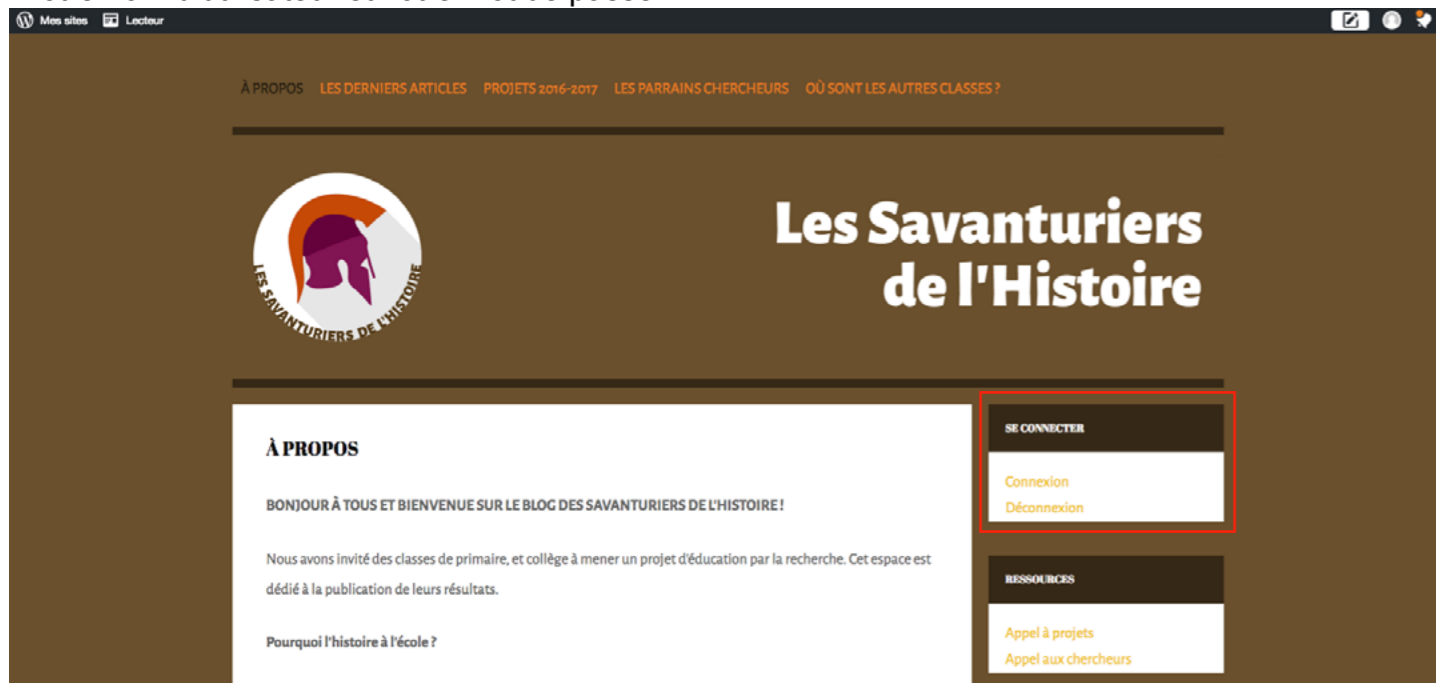 Mes sites Lecteur
À PROPOS LES DERNIERS ARTICLES PROJETS 2016-2017 LES PARRAINS CHERCHEURS OÙ SONT LES AUTRES CLASSES ?
LES SAVANTURIERS DE L'HISTOIRE
Les Savanturiers
de l'Histoire
À PROPOS
BONJOUR À TOUS ET BIENVENUE SUR LE BLOG DES SAVANTURIERS DE L'HISTOIRE !
Nous avons invité des classes de primaire, et collège à mener un projet d'éducation par la recherche. Cet espace est
dédié à la publication de leurs résultats.
Pourquoi l'histoire à l'école ?
SE CONNECTER
Connexion
Déconnexion
RESSOURCES
Appel à projets
Appel aux chercheurs